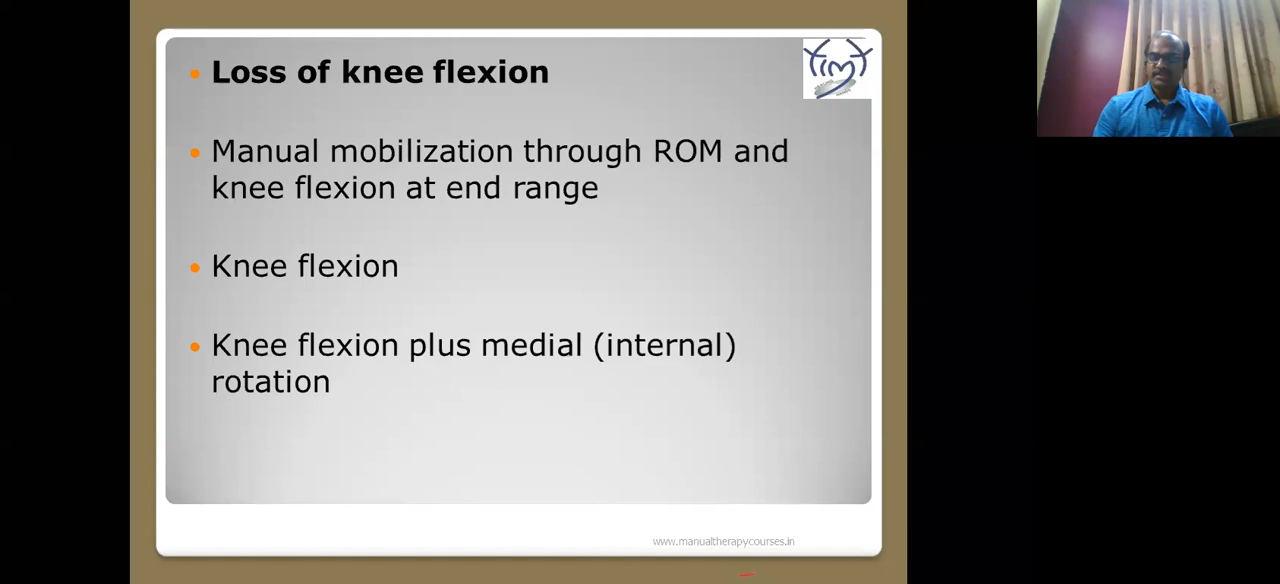 Loss of knee flexion
Manual mobilization through ROM and
knee flexion at end range
Knee flexion
Knee flexion plus medial (internal)
rotation
www.manualtherapycourses.in